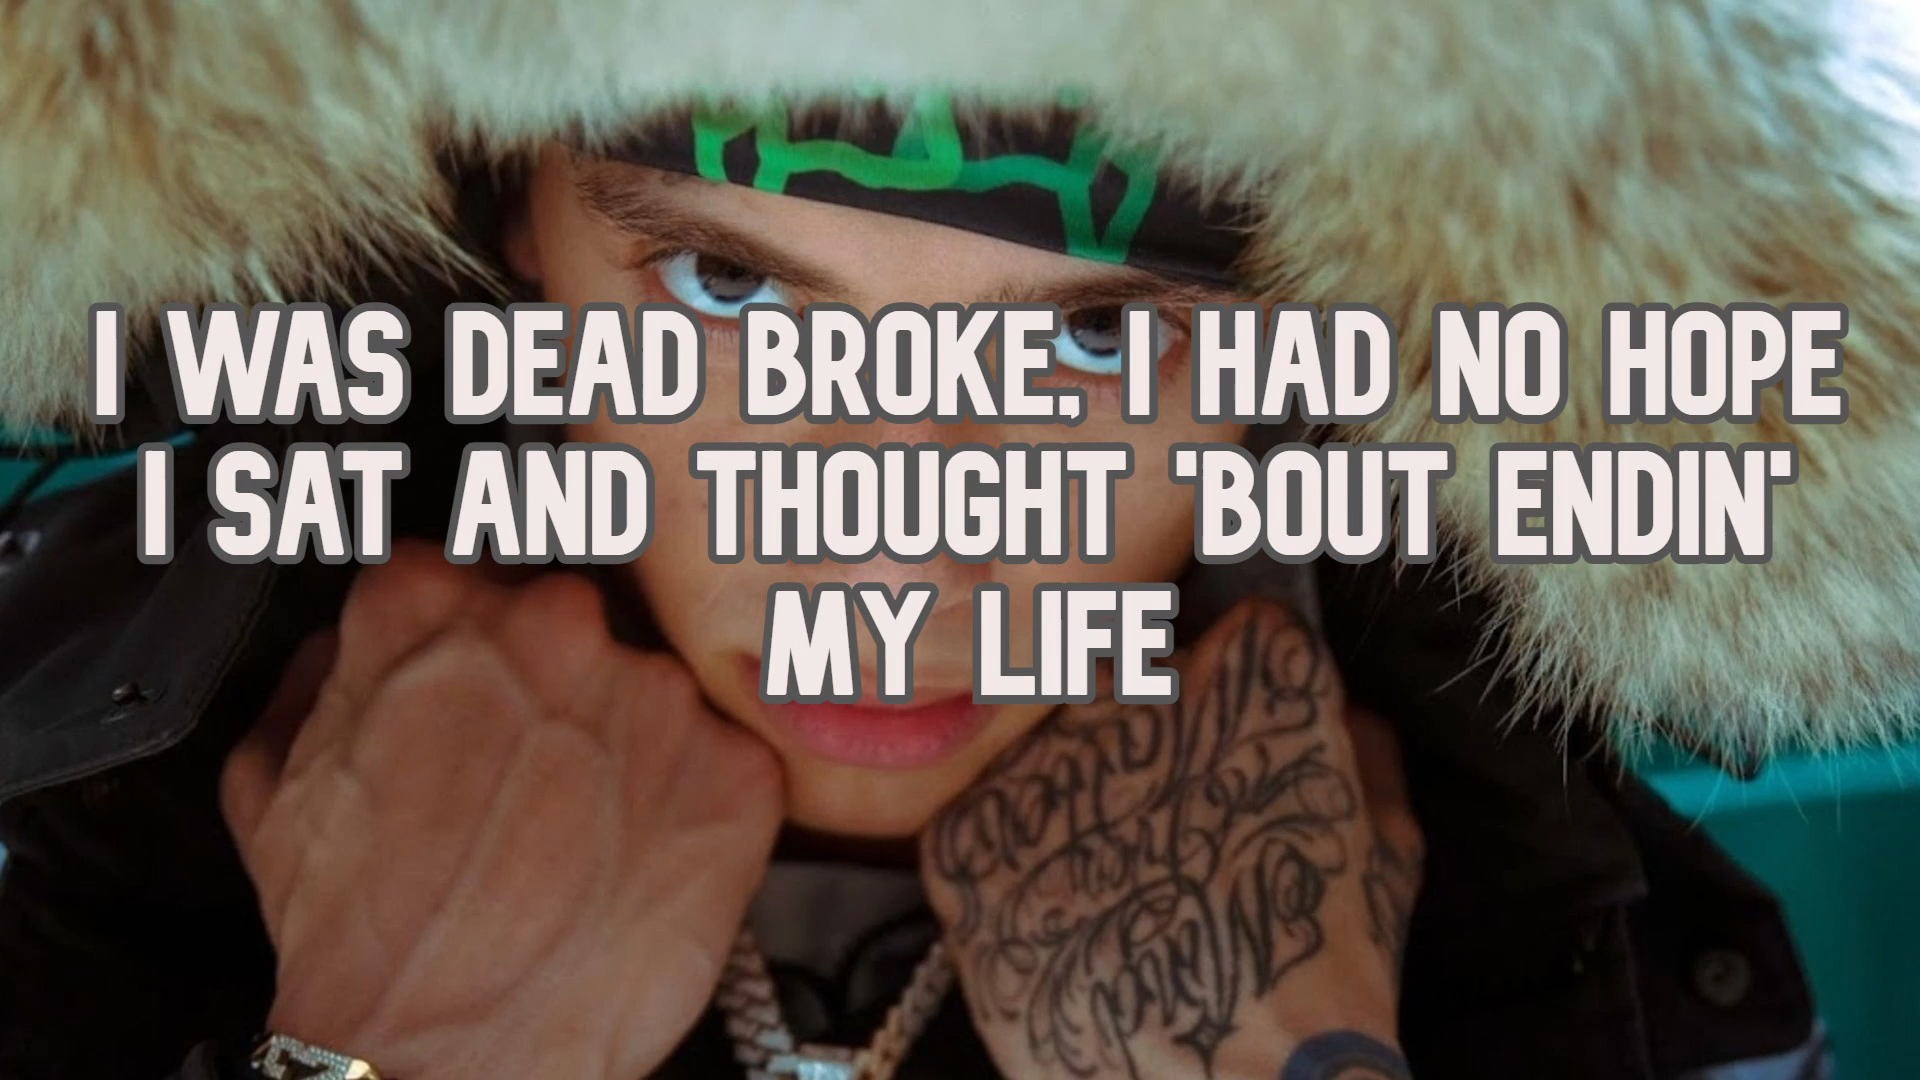 I WAS DEAD BROKE, I HAD NO HOPE
I SAT AND THOUGHT 'BOUT ENDIN'
MY LIFE